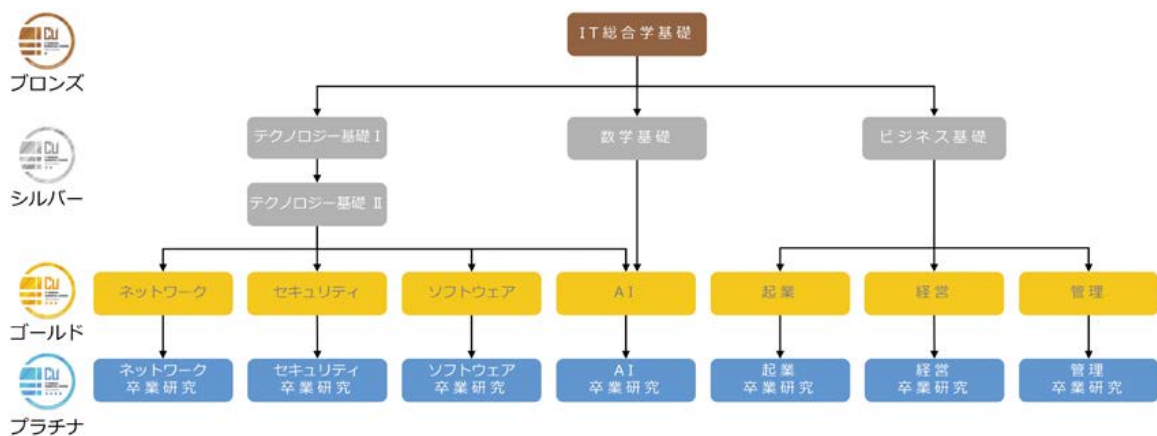 IT総合学基礎
ブロンズ
テクノロジー基礎 I
数学基礎
ビジネス基礎
シルバー
テクノロジー基礎 II
ネットワーク
セキュリティ
ソフトウェア
AI
起業
経営
管理
ゴールド
ネットワーク
卒業研究
セキュリティ
卒業研究
ソフトウェア
卒業研究
AI
卒業研究
起業
卒業研究
経営
卒業研究
管理
卒業研究
プラチナ